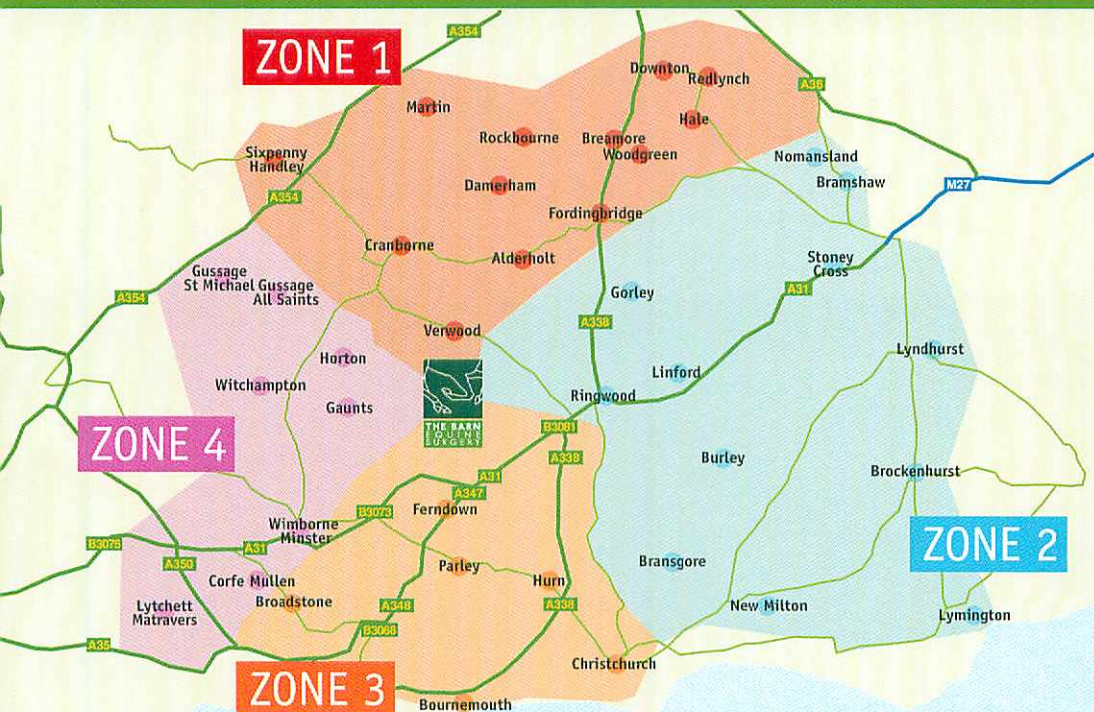 A354
ZONE 1
Downton
Redlynch
A36
Martin
Hale
Rockbourne
Breamore
Woodgreen
Sixpenny
Handley
Nomansland
Bramshaw
M27
Damerham
A354
Fordingbridge
Cranborne
Alderholt
Stoney
Cross
Gussage
St Michael
Gussage
All Saints
A354
Gorley
A31
A338
Verwood
Horton
Lyndhurst
Witchampton
Linford
Gaunts
Ringwood
THE BARN
EQUINE
SURGERY
B3081
ZONE 4
A338
Burley
A31
Brockenhurst
A347
Ferndown
B3073
Wimborne
Minster
B3075
A31
ZONE 2
A350
Parley
Bransgore
Corfe Mullen
Hurn
Broadstone
A348
A338
New Milton
Lytchett
Matravers
Lymington
B3068
A35
Christchurch
ZONE 3
Bournemouth